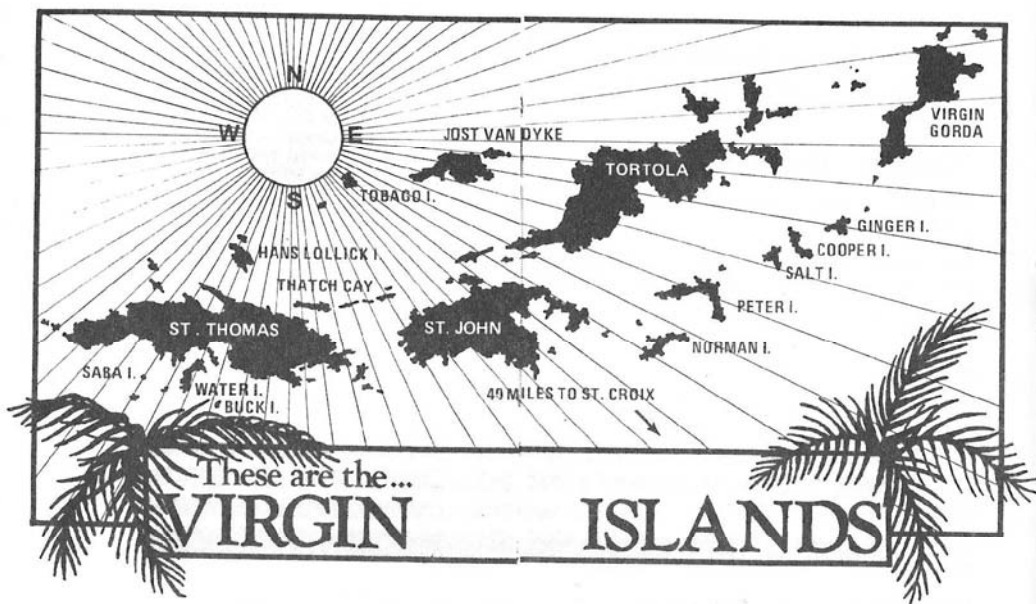 N
W E
S
JOST VAN DYKE
TORTOLA
VIRGIN
GORDA
TOBAGO I.
HANS LOLLICK I.
THATCH CAY
ST. THOMAS
ST. JOHN
GINGER I.
COOPER I.
SALT I.
PETER I.
NORMAN I.
SABA I.
WATER I.
BUCK I.
40 MILES TO ST. CROIX
These are the...
VIRGIN ISLANDS